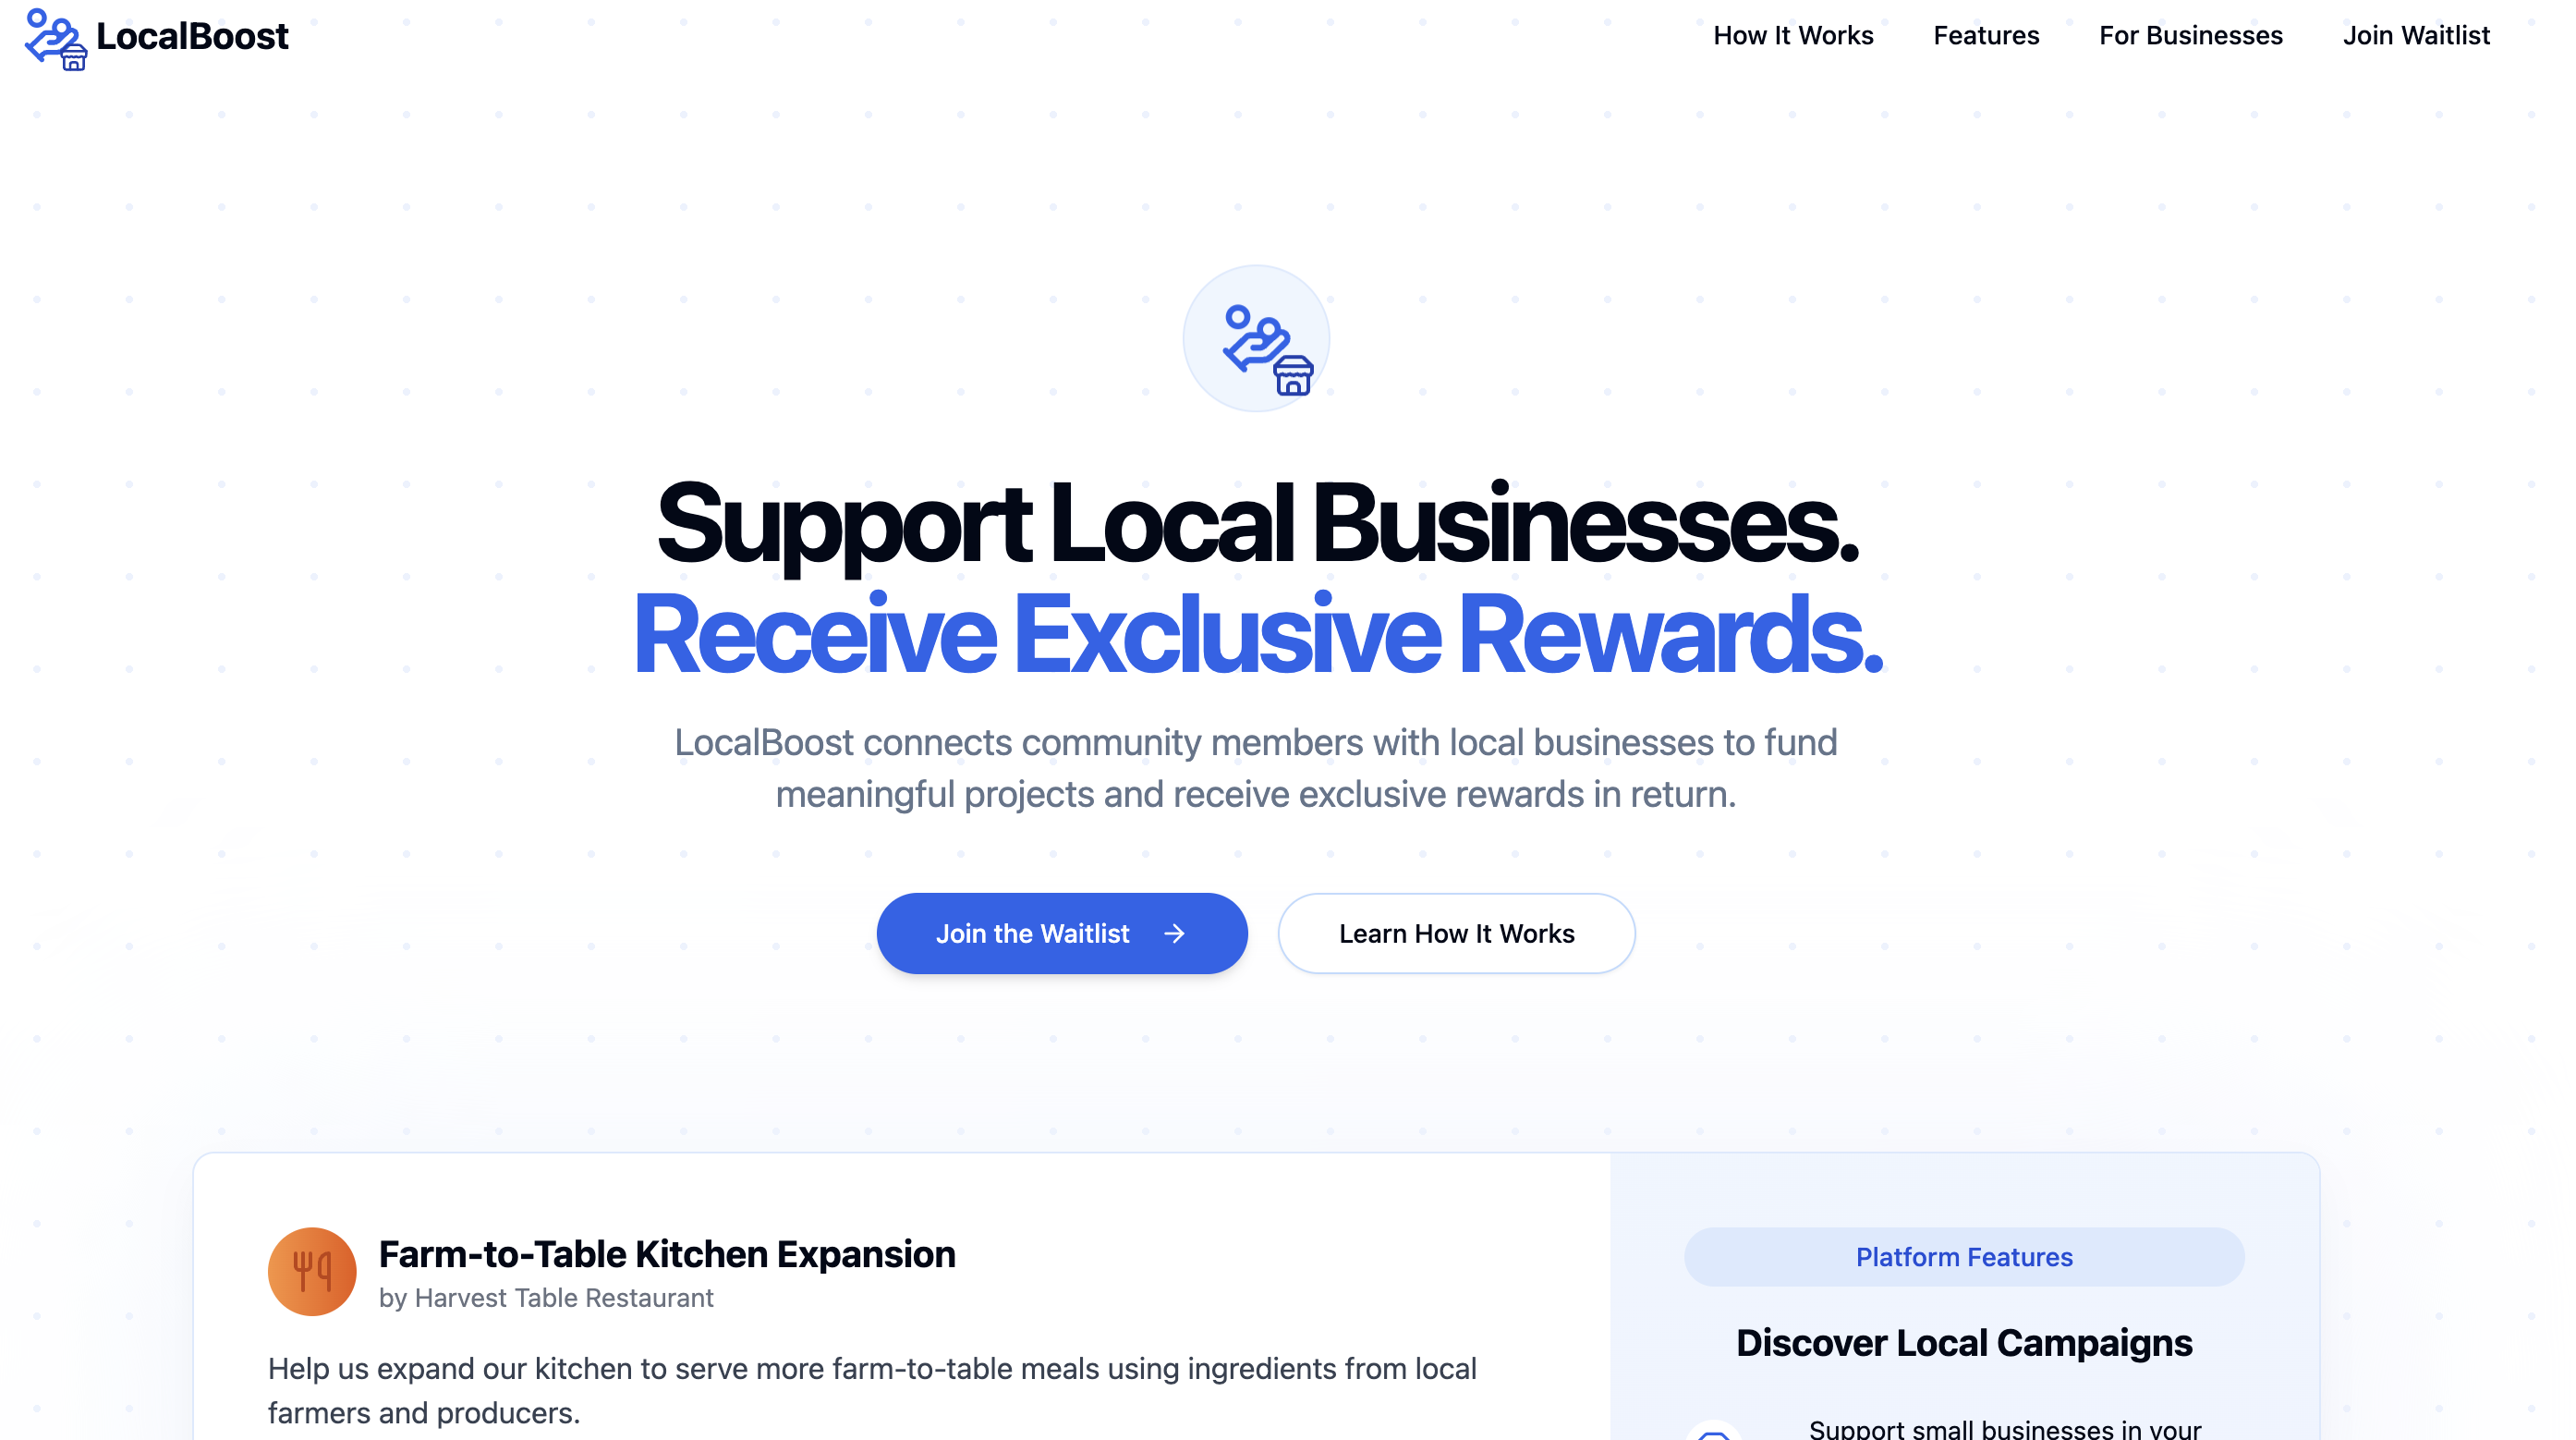 LocalBoost
How It Works
Features
For Businesses
Join Waitlist
Support Local Businesses.
Receive Exclusive Rewards.
LocalBoost connects community members with local businesses to fund
meaningful projects and receive exclusive rewards in return.
Join the Waitlist
Learn How It Works
Farm-to-Table Kitchen Expansion
by Harvest Table Restaurant
Help us expand our kitchen to serve more farm-to-table meals using ingredients from local
farmers and producers.
Platform Features
Discover Local Campaigns
Support small businesses in your